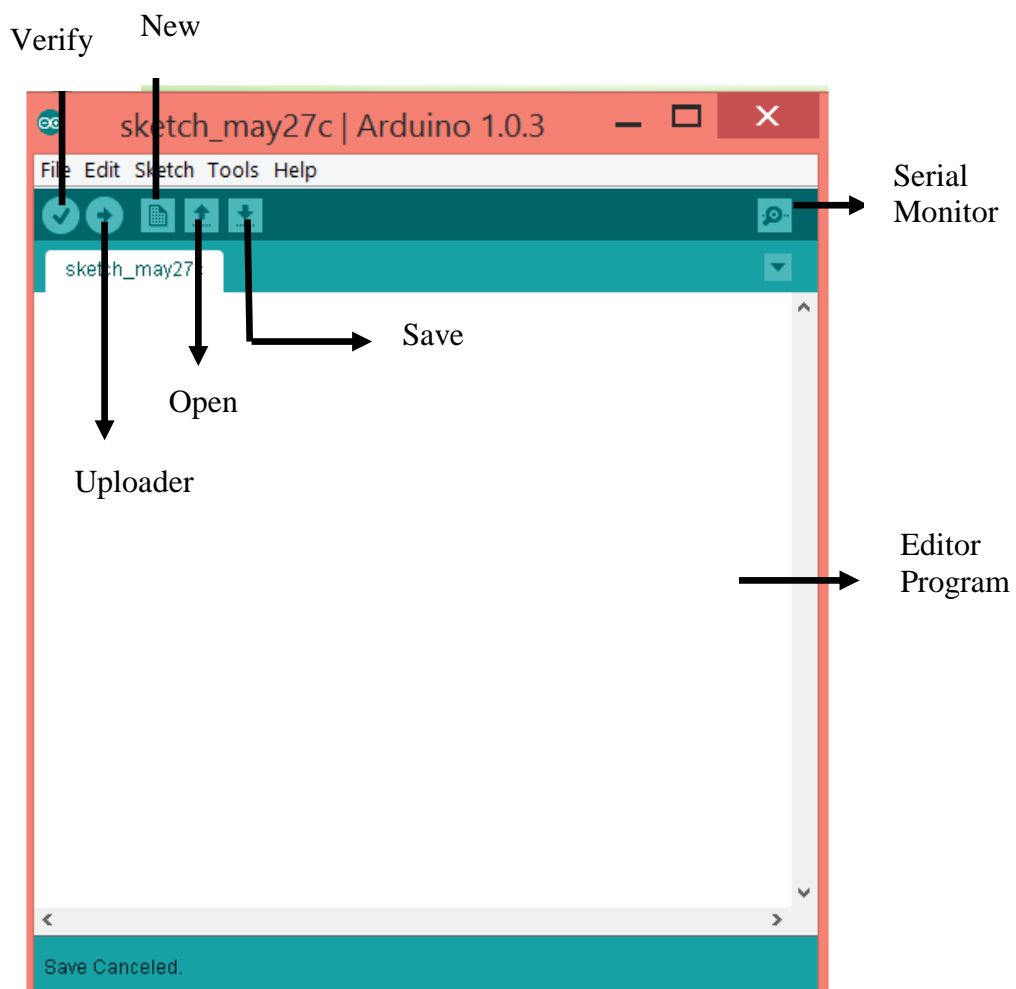 Verify
New
sketch_may27c | Arduino 1.0.3
File Edit Sketch Tools Help
Serial
Monitor
sketch_may27c
Save
Open
Uploader
Editor
Program
Save Canceled.